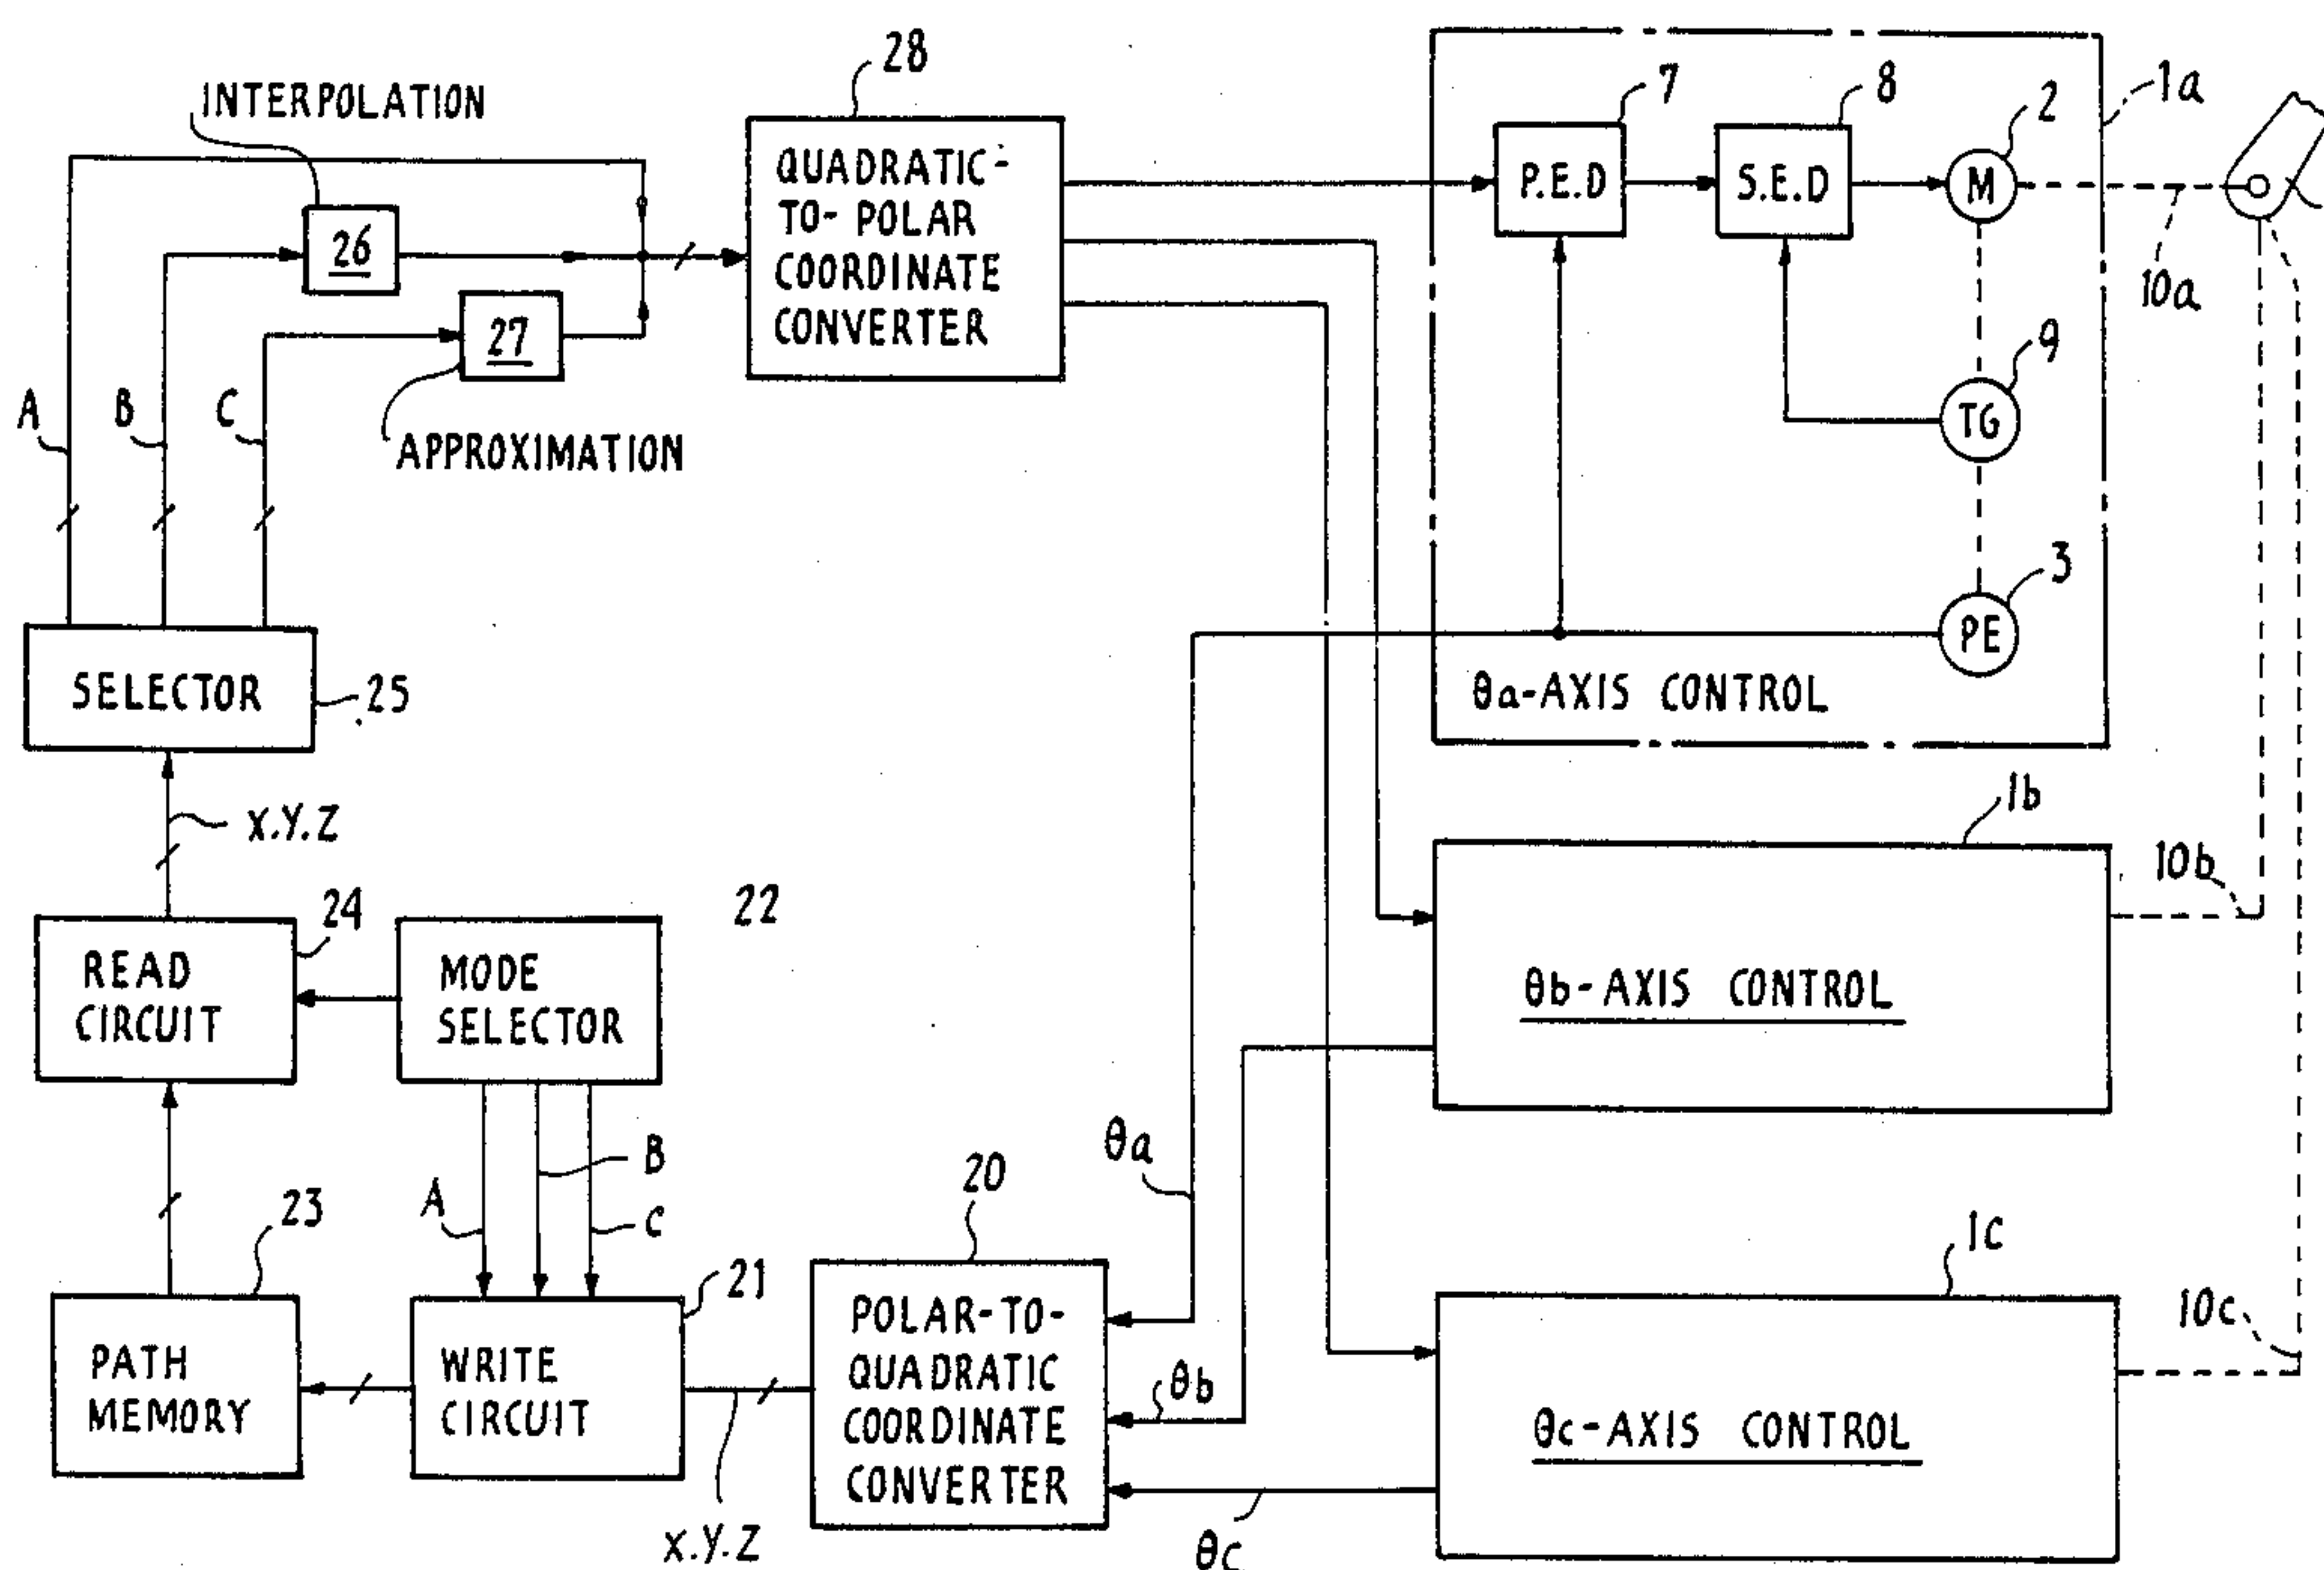 INTERPOLATION
28
QUADRATIC-
TO-POLAR
COORDINATE
CONVERTER
26
27
APPROXIMATION
A
B
C
7
8
2
1a
P.E.D
S.E.D
M
10a
9
TG
3
PE
θa-AXIS CONTROL
SELECTOR
25
X.Y.Z
24
READ
CIRCUIT
MODE
SELECTOR
22
1b
10b
θb-AXIS CONTROL
A
B
C
23
PATH
MEMORY
21
WRITE
CIRCUIT
X.Y.Z
20
POLAR-TO-
QUADRATIC
COORDINATE
CONVERTER
θa
θb
θc
1c
10c
θc-AXIS CONTROL